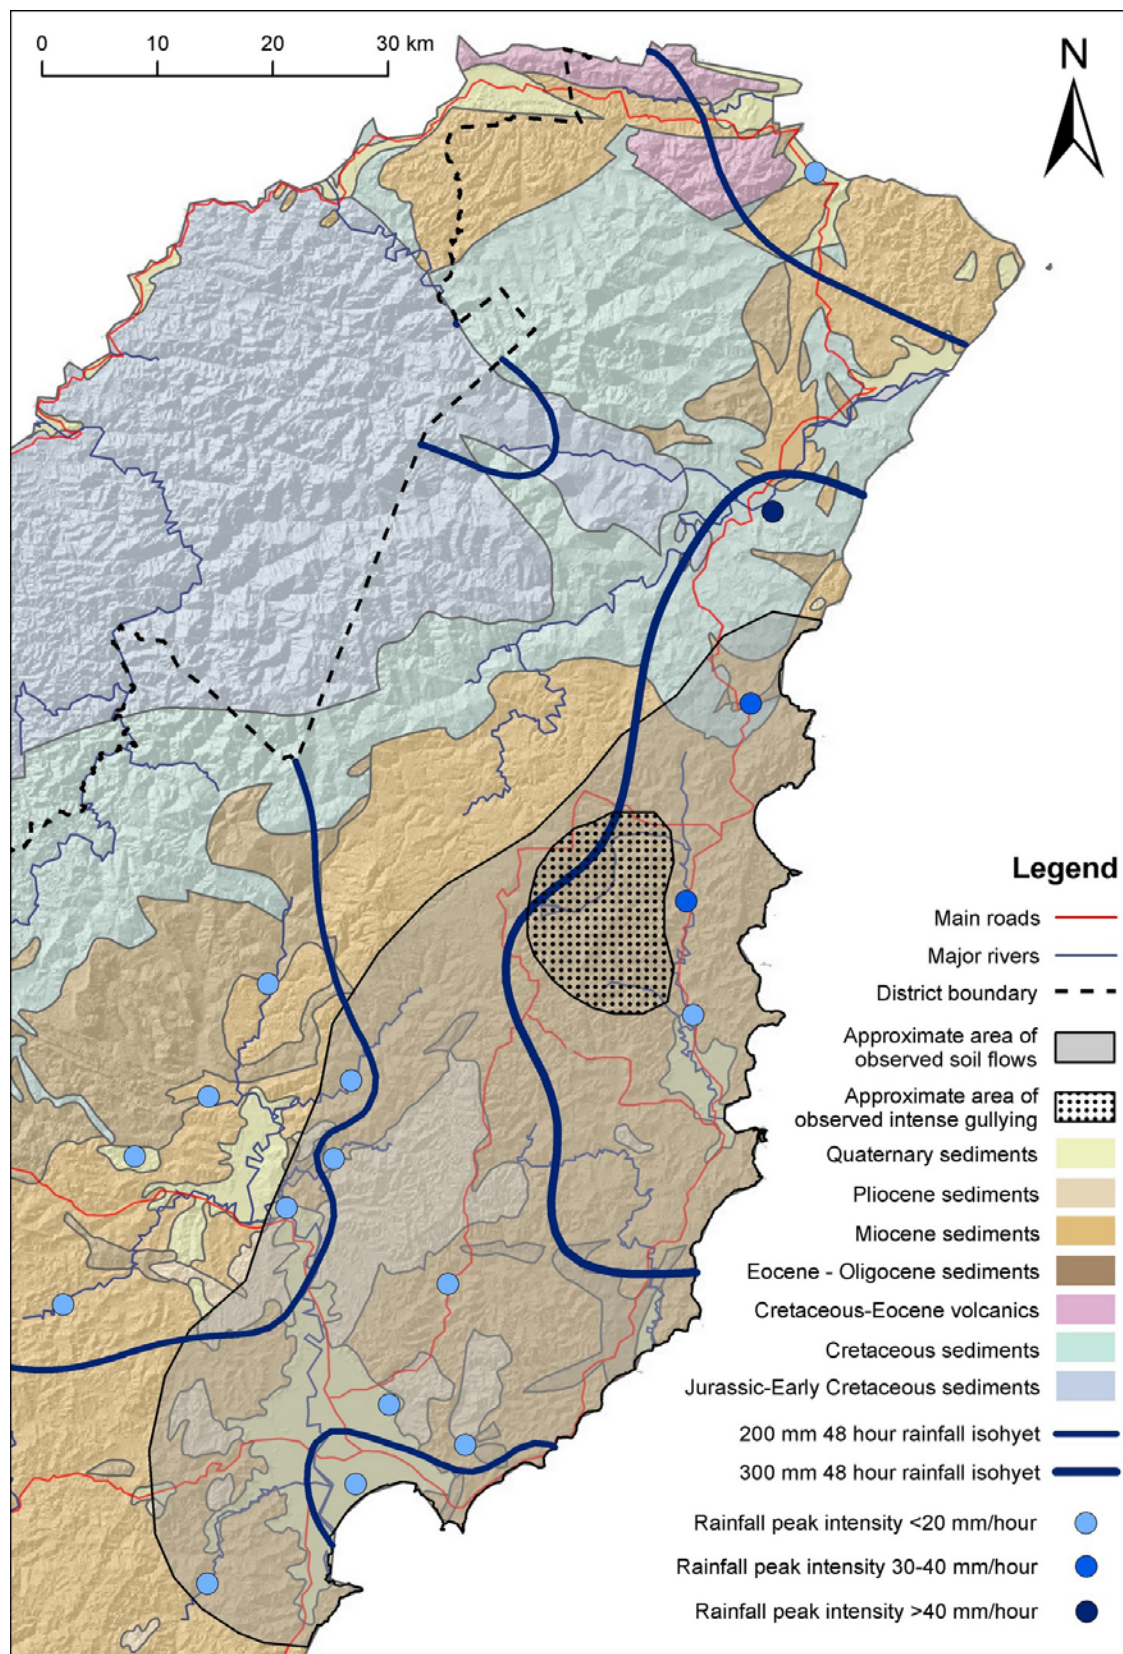 0 10 20 30 km
N
Legend
Main roads
Major rivers
District boundary
Approximate area of
observed soil flows
Approximate area of
observed intense gullying
Quaternary sediments
Pliocene sediments
Miocene sediments
Eocene - Oligocene sediments
Cretaceous-Eocene volcanics
Cretaceous sediments
Jurassic-Early Cretaceous sediments
200 mm 48 hour rainfall isohyet
300 mm 48 hour rainfall isohyet
Rainfall peak intensity <20 mm/hour
Rainfall peak intensity 30-40 mm/hour
Rainfall peak intensity >40 mm/hour